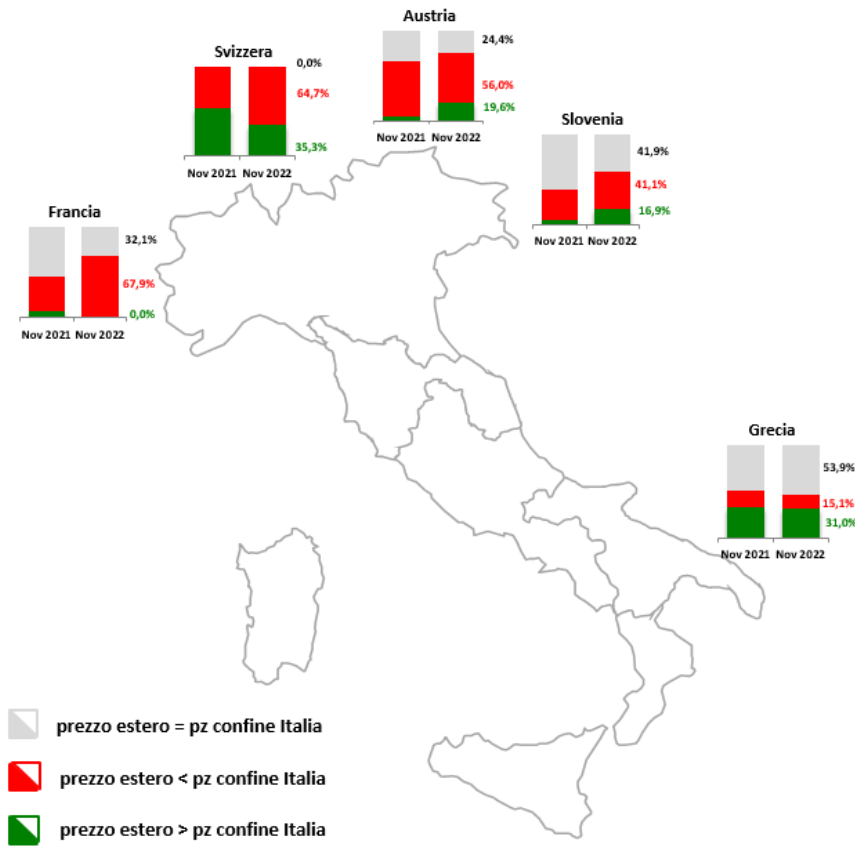 Austria
24,4%
56,0%
19,6%
Nov 2021 Nov 2022
Svizzera
0,0%
64,7%
35,3%
Nov 2021 Nov 2022
Slovenia
41,9%
41,1%
16,9%
Nov 2021 Nov 2022
Francia
32,1%
67,9%
0,0%
Nov 2021 Nov 2022
Grecia
53,9%
15,1%
31,0%
Nov 2021 Nov 2022
prezzo estero = pz confine Italia
prezzo estero < pz confine Italia
prezzo estero > pz confine Italia